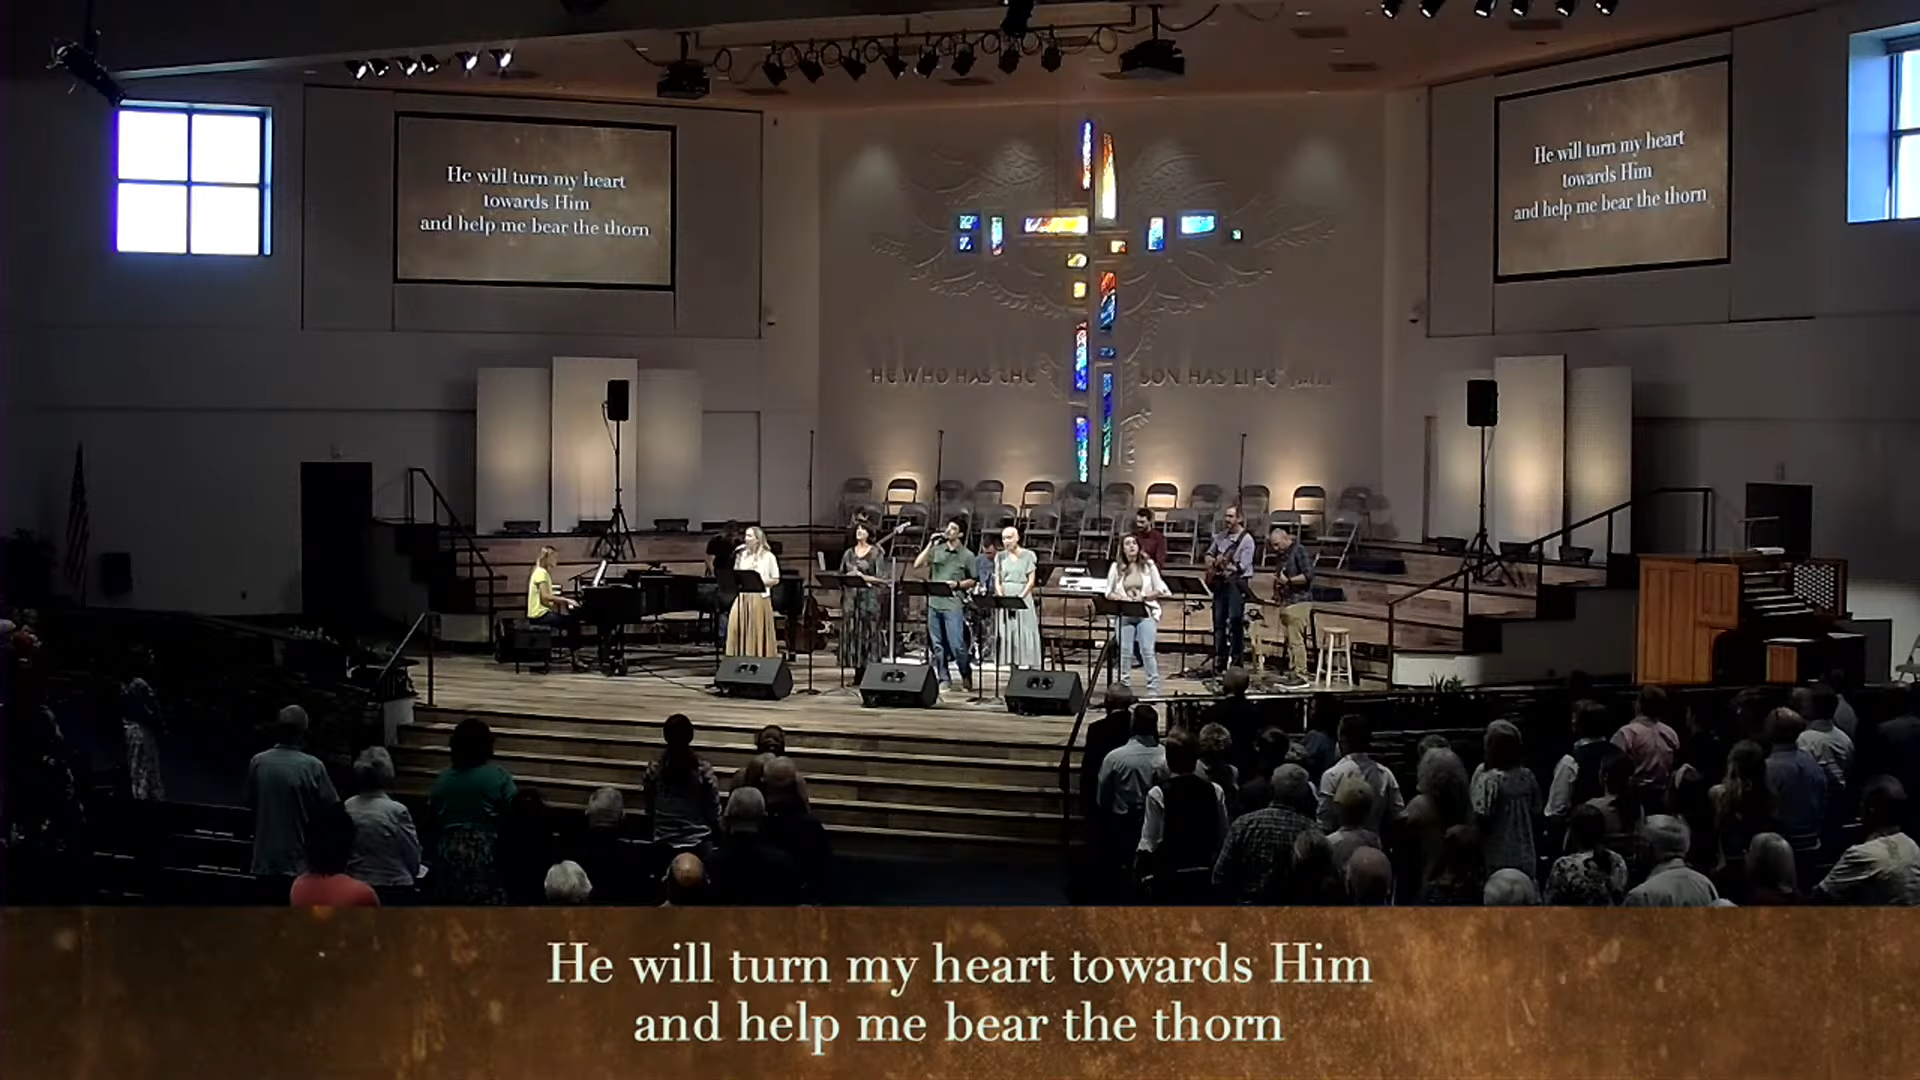 He will turn my heart
towards Him
and help me bear the thorn
He will turn my heart
towards Him
and help me bear the thorn
HE WHO HAS THE SON HAS LIFE
He will turn my heart towards Him
and help me bear the thorn